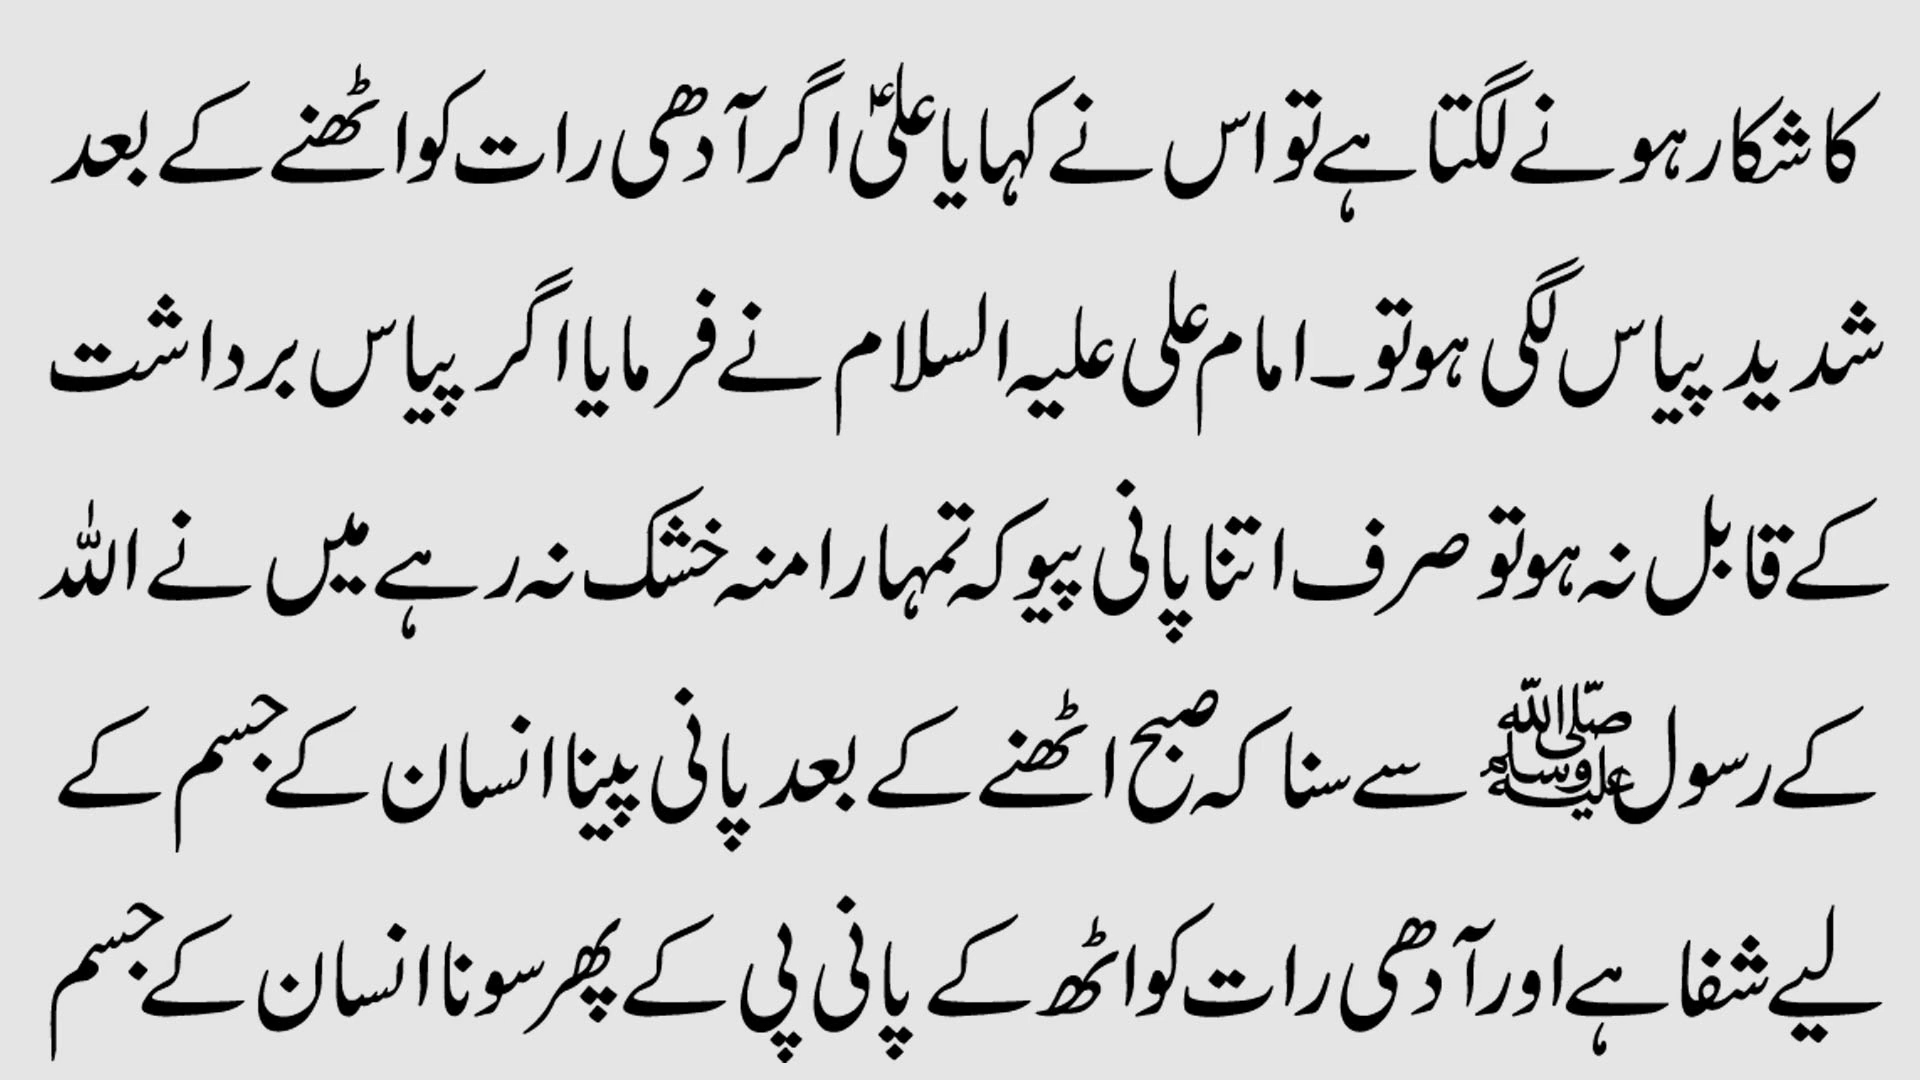 کا شکار ہونے لگتا ہے تو اس نے کہا یا علیؑ اگر آدھی رات کو اٹھنے کے بعد
شدید پیاس لگی ہو تو ۔ امام علی علیہ السلام نے فرمایا اگر پیاس برداشت
کے قابل نہ ہو تو صرف اتنا پانی پیو کہ تمہارا منہ خشک نہ رہے میں نے اللہ
کے رسول ﷺ سے سنا کہ صبح اٹھنے کے بعد پانی پینا انسان کے جسم کے
لیے شفا ہے اور آدھی رات کو اٹھ کے پانی پی کے پھر سونا انسان کے جسم